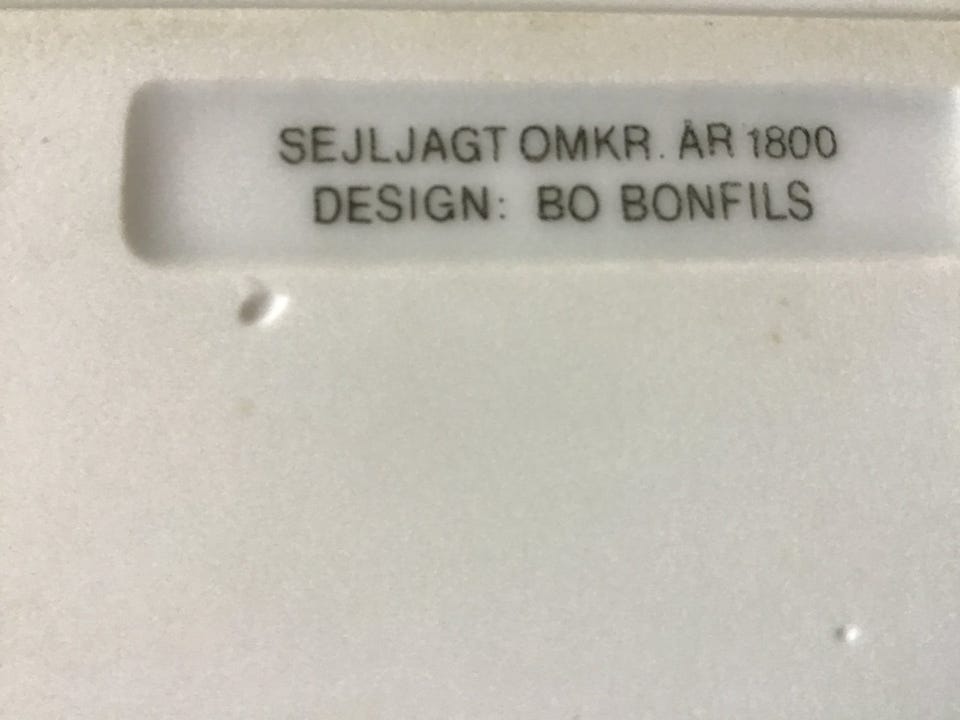 SEJLJAGT OMKR. ÅR 1800
DESIGN: BO BONFILS